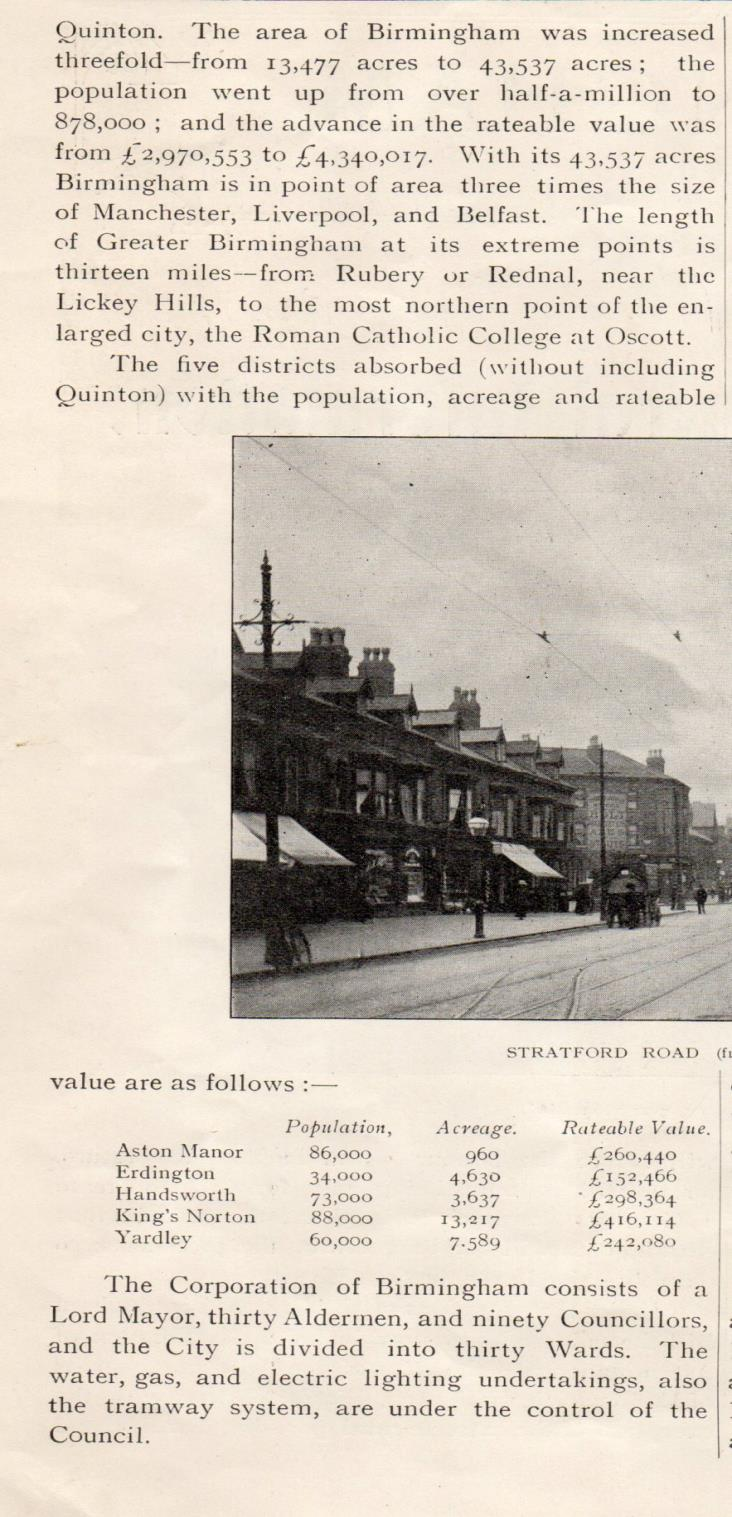 Quinton. The area of Birmingham was increased
threefold—from 13,477 acres to 43,537 acres ; the
population went up from over half-a-million to
878,000 ; and the advance in the rateable value was
from £2,970,553 to £4,340,017. With its 43,537 acres
Birmingham is in point of area three times the size
of Manchester, Liverpool, and Belfast. The length
of Greater Birmingham at its extreme points is
thirteen miles—from Rubery or Rednal, near the
Lickey Hills, to the most northern point of the en-
larged city, the Roman Catholic College at Oscott.
The five districts absorbed (without including
Quinton) with the population, acreage and rateable
STRATFORD ROAD
value are as follows :—
Population, Acreage. Rateable Value.
Aston Manor 86,000 960 £260,440
Erdington 34,000 4,630 £152,466
Handsworth 73,000 3,637 £298,364
King's Norton 88,000 13,217 £416,114
Yardley 60,000 7.589 £242,080
The Corporation of Birmingham consists of a
Lord Mayor, thirty Aldermen, and ninety Councillors,
and the City is divided into thirty Wards. The
water, gas, and electric lighting undertakings, also
the tramway system, are under the control of the
Council.